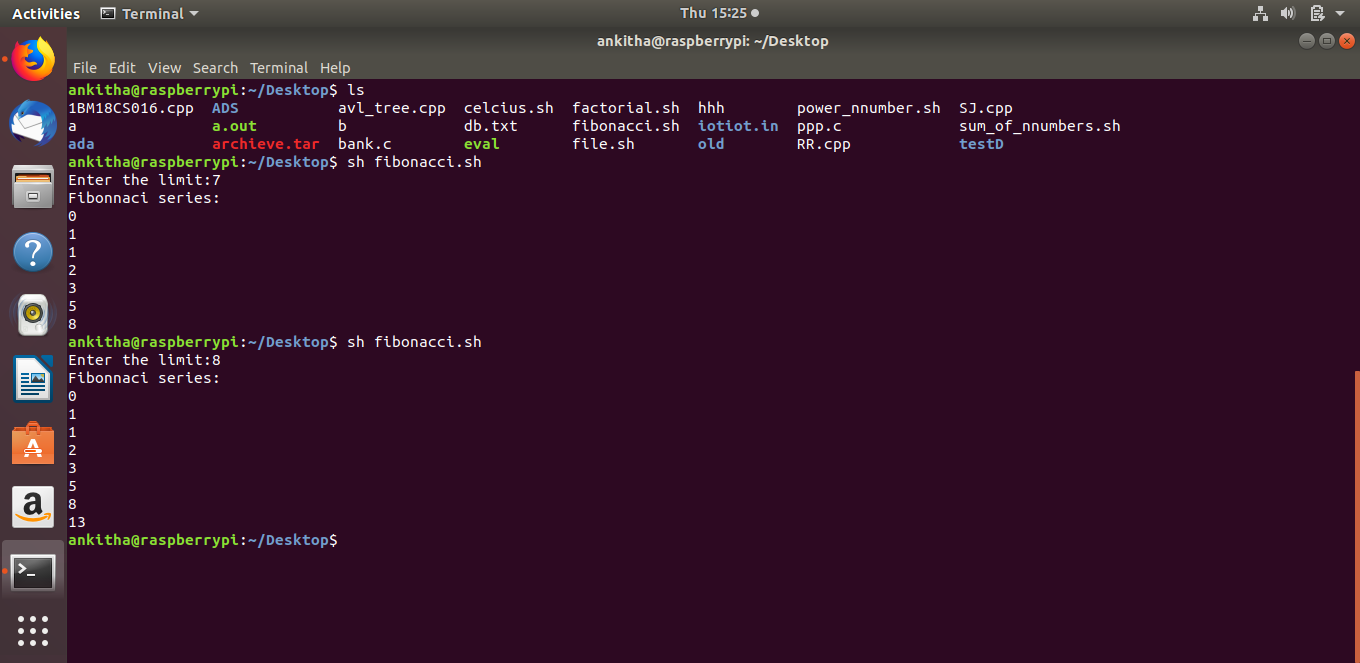 Activities Terminal Thu 15:25
ankitha@raspberrypi: ~/Desktop
File Edit View Search Terminal Help
ankitha@raspberrypi:~/Desktop$ ls
1BM18CS016.cpp ADS avl_tree.cpp celcius.sh factorial.sh hhh power_nnumber.sh SJ.cpp
a a.out b db.txt fibonacci.sh iotiot.in ppp.c sum_of_nnumbers.sh
ada archieve.tar bank.c eval file.sh old RR.cpp testD
ankitha@raspberrypi:~/Desktop$ sh fibonacci.sh
Enter the limit:7
Fibonnaci series:
0
1
1
2
3
5
8
ankitha@raspberrypi:~/Desktop$ sh fibonacci.sh
Enter the limit:8
Fibonnaci series:
0
1
1
2
3
5
8
13
ankitha@raspberrypi:~/Desktop$